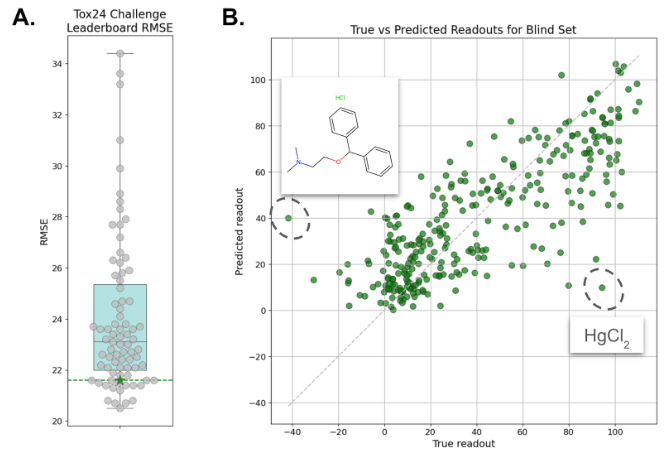 A.
Tox24 Challenge
Leaderboard RMSE
34
32
30
28
26
24
22
20
RMSE
B.
True vs Predicted Readouts for Blind Set
100
80
60
40
20
0
−20
−40
Predicted readout
HCl
N
O
HgCl₂
−40 −20 0 20 40 60 80 100
True readout